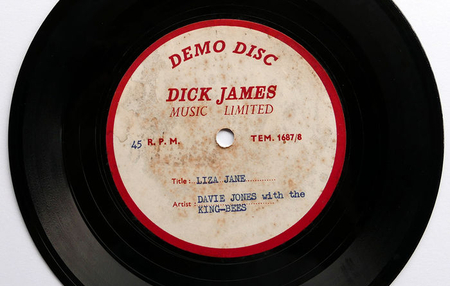 DEMO DISC
DICK JAMES
MUSIC LIMITED
45 R. P. M. TEM. 1687/8
Title: LIZA JANE
Artist: DAVIE JONES with the
KING-BEES